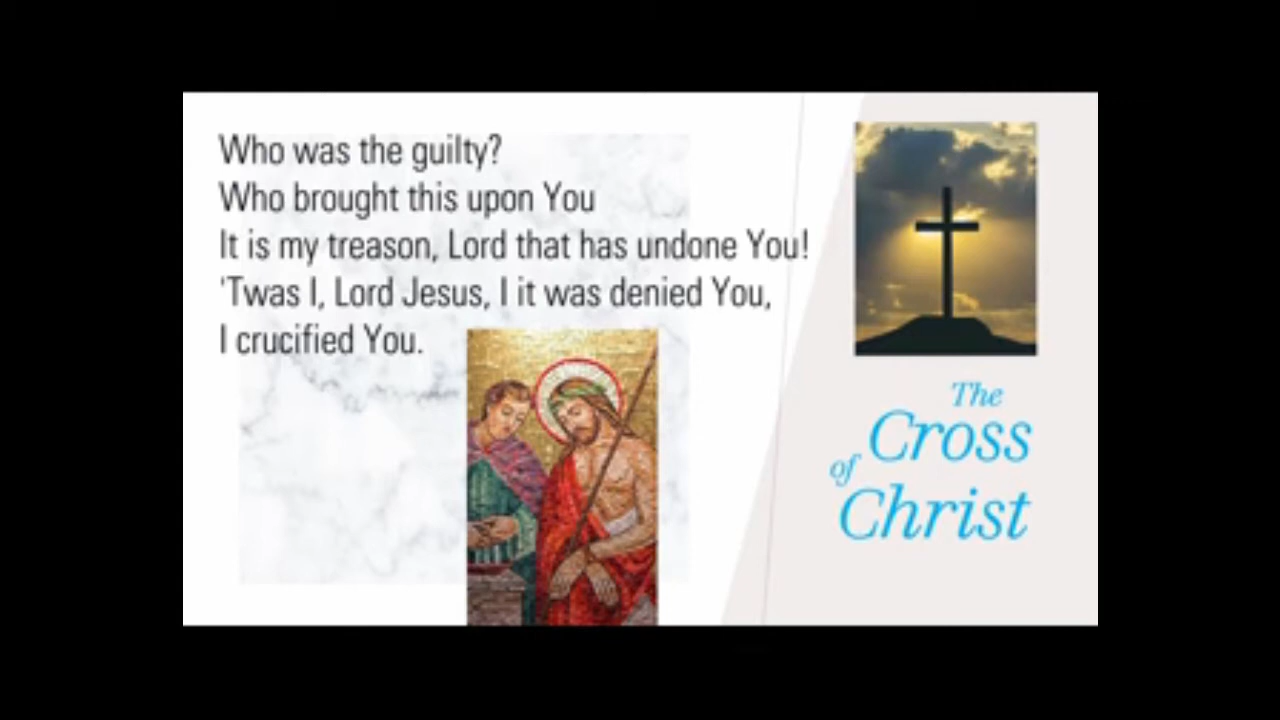 Who was the guilty?
Who brought this upon You
It is my treason, Lord that has undone You!
'Twas I, Lord Jesus, I it was denied You,
I crucified You.
The
Cross
of
Christ